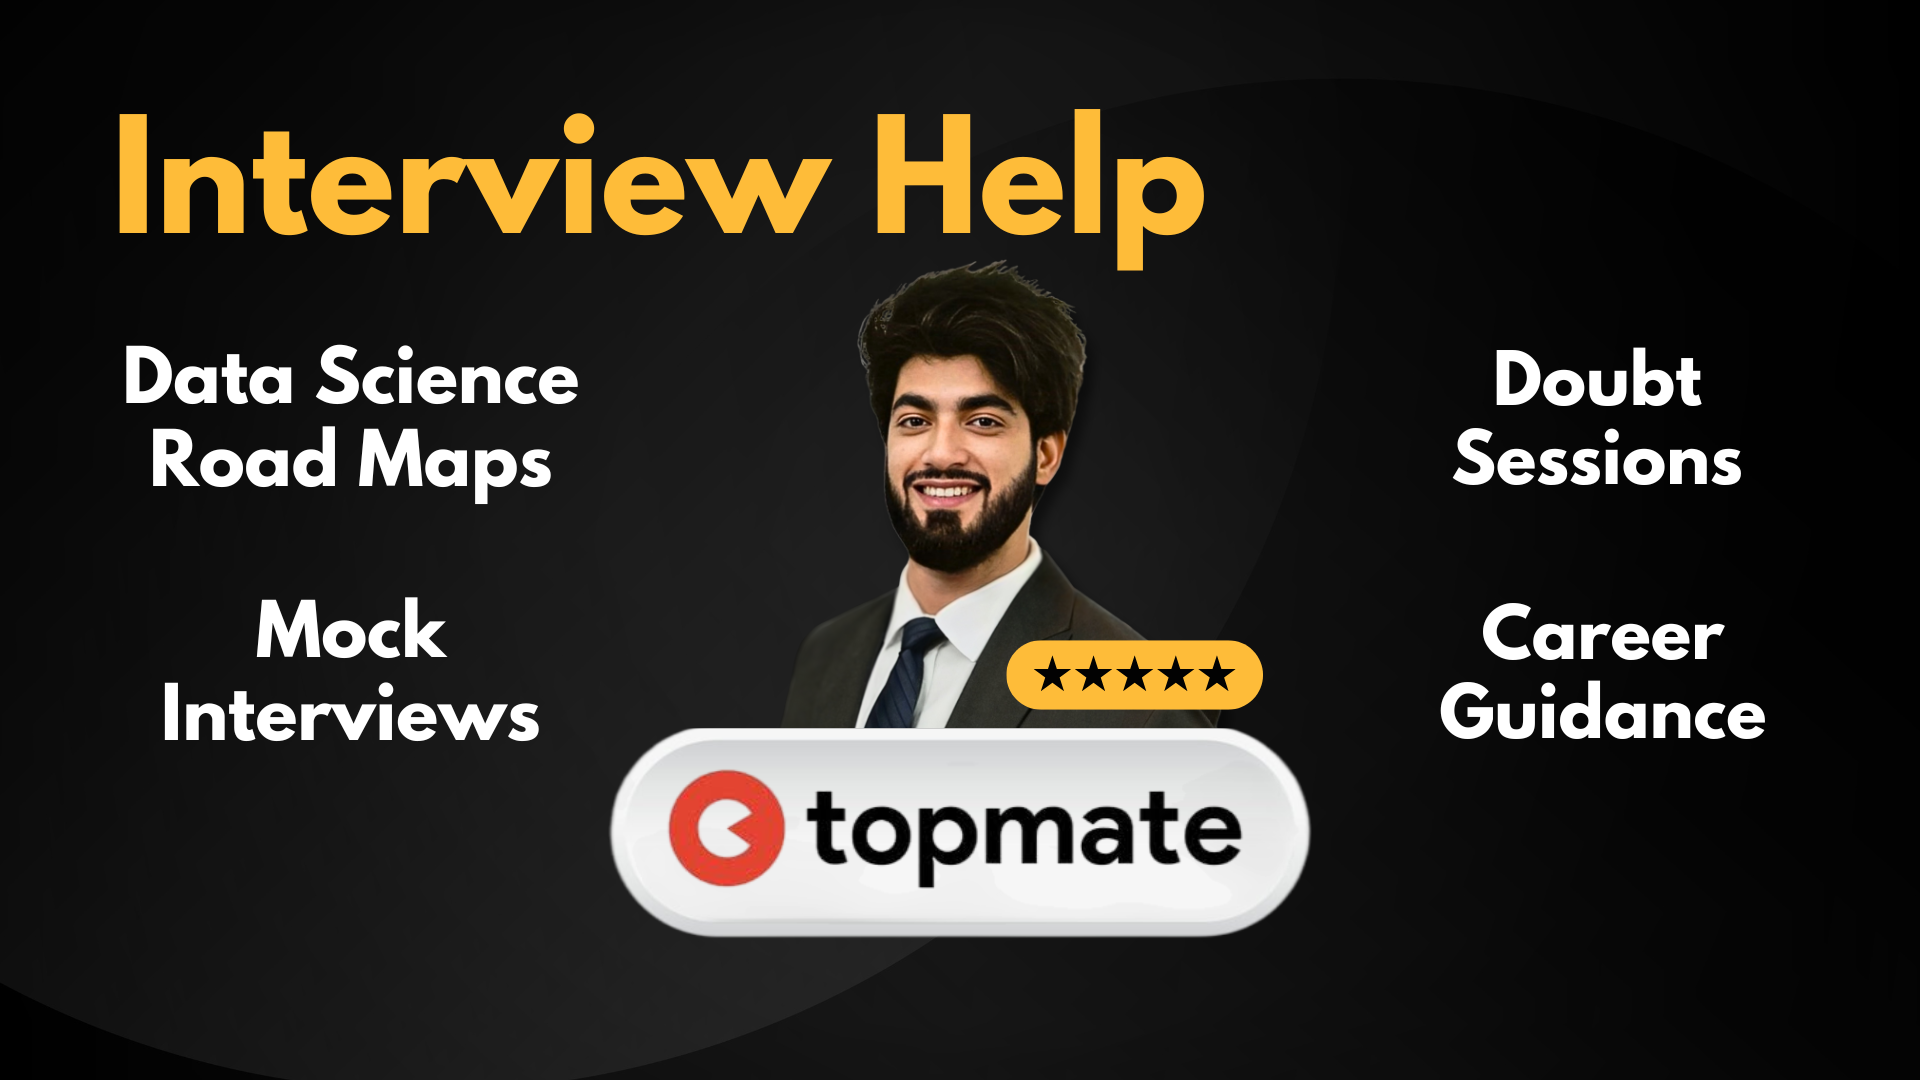 Interview Help
Data Science
Road Maps
Mock
Interviews
Doubt
Sessions
Career
Guidance
★★★★★
topmate